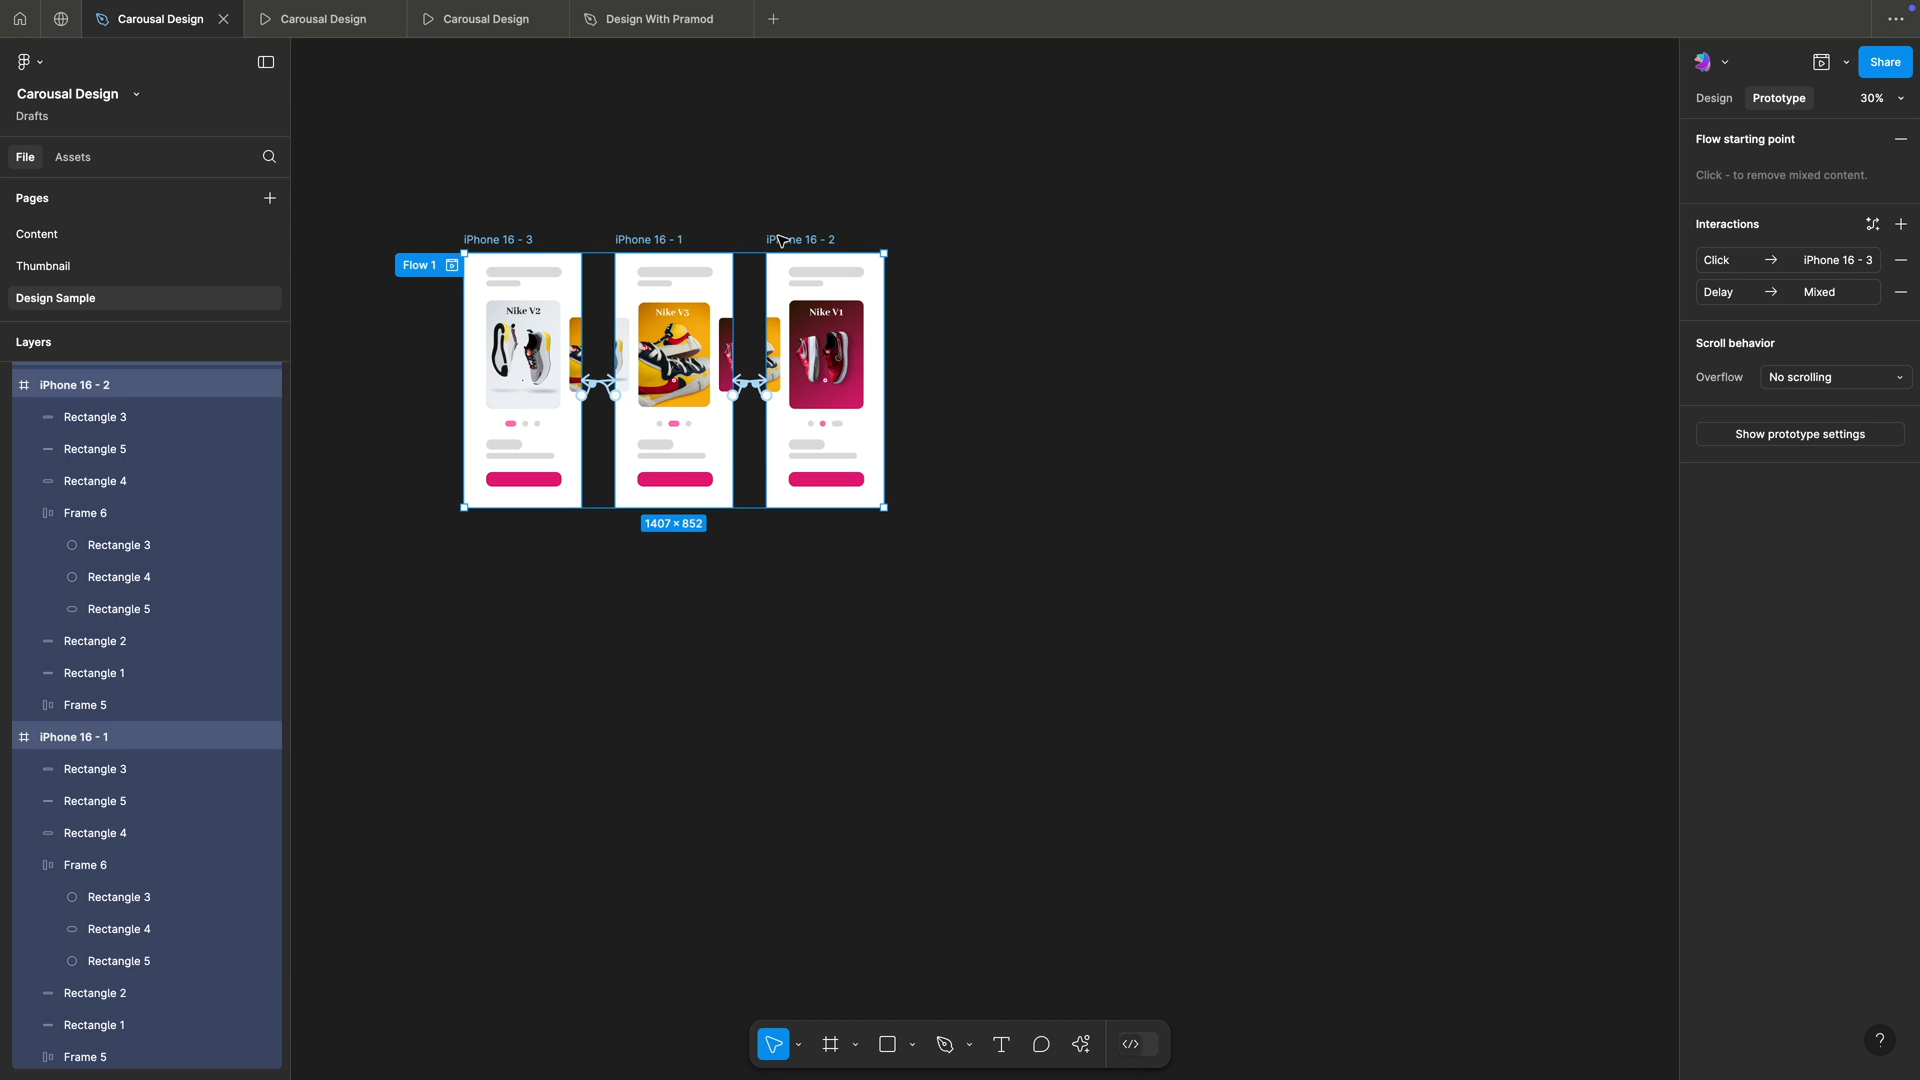 Carousal Design
Carousal Design
Carousal Design
Design With Pramod
Carousal Design
Drafts
File
Assets
Pages
Content
Thumbnail
Design Sample
Layers
iPhone 16 - 2
Rectangle 3
Rectangle 5
Rectangle 4
Frame 6
Rectangle 3
Rectangle 4
Rectangle 5
Rectangle 2
Rectangle 1
Frame 5
iPhone 16 - 1
Rectangle 3
Rectangle 5
Rectangle 4
Frame 6
Rectangle 3
Rectangle 4
Rectangle 5
Rectangle 2
Rectangle 1
Frame 5
iPhone 16 - 3
iPhone 16 - 1
iPhone 16 - 2
Flow 1
Nike V2
Nike V3
Nike V1
1407 × 852
Share
Design
Prototype
30%
Flow starting point
Click - to remove mixed content.
Interactions
Click
iPhone 16 - 3
Delay
Mixed
Scroll behavior
Overflow
No scrolling
Show prototype settings
?